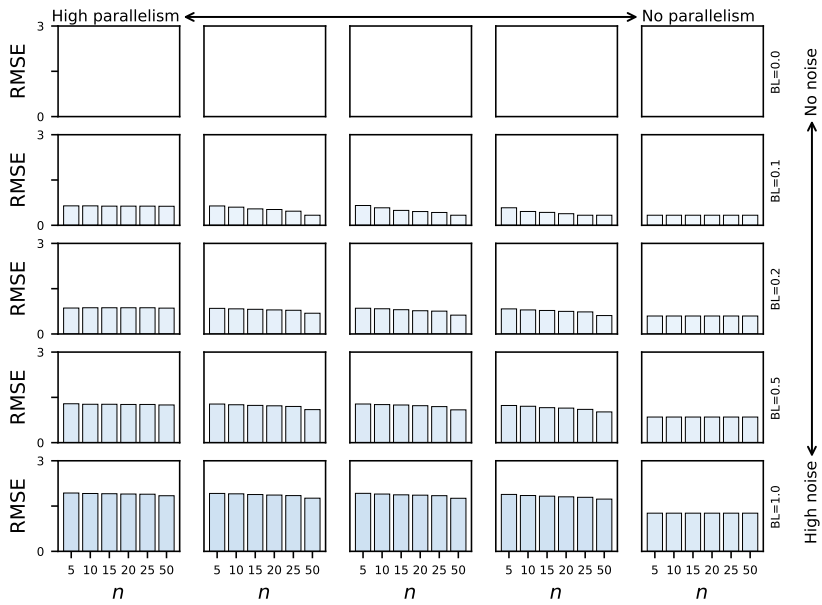 High parallelism No parallelism
RMSE 3 0 BL=0.0 No noise
RMSE 3 0 BL=0.1
RMSE 3 0 BL=0.2
RMSE 3 0 BL=0.5
RMSE 3 0 BL=1.0 High noise
5 10 15 20 25 50 5 10 15 20 25 50 5 10 15 20 25 50 5 10 15 20 25 50 5 10 15 20 25 50
n n n n n